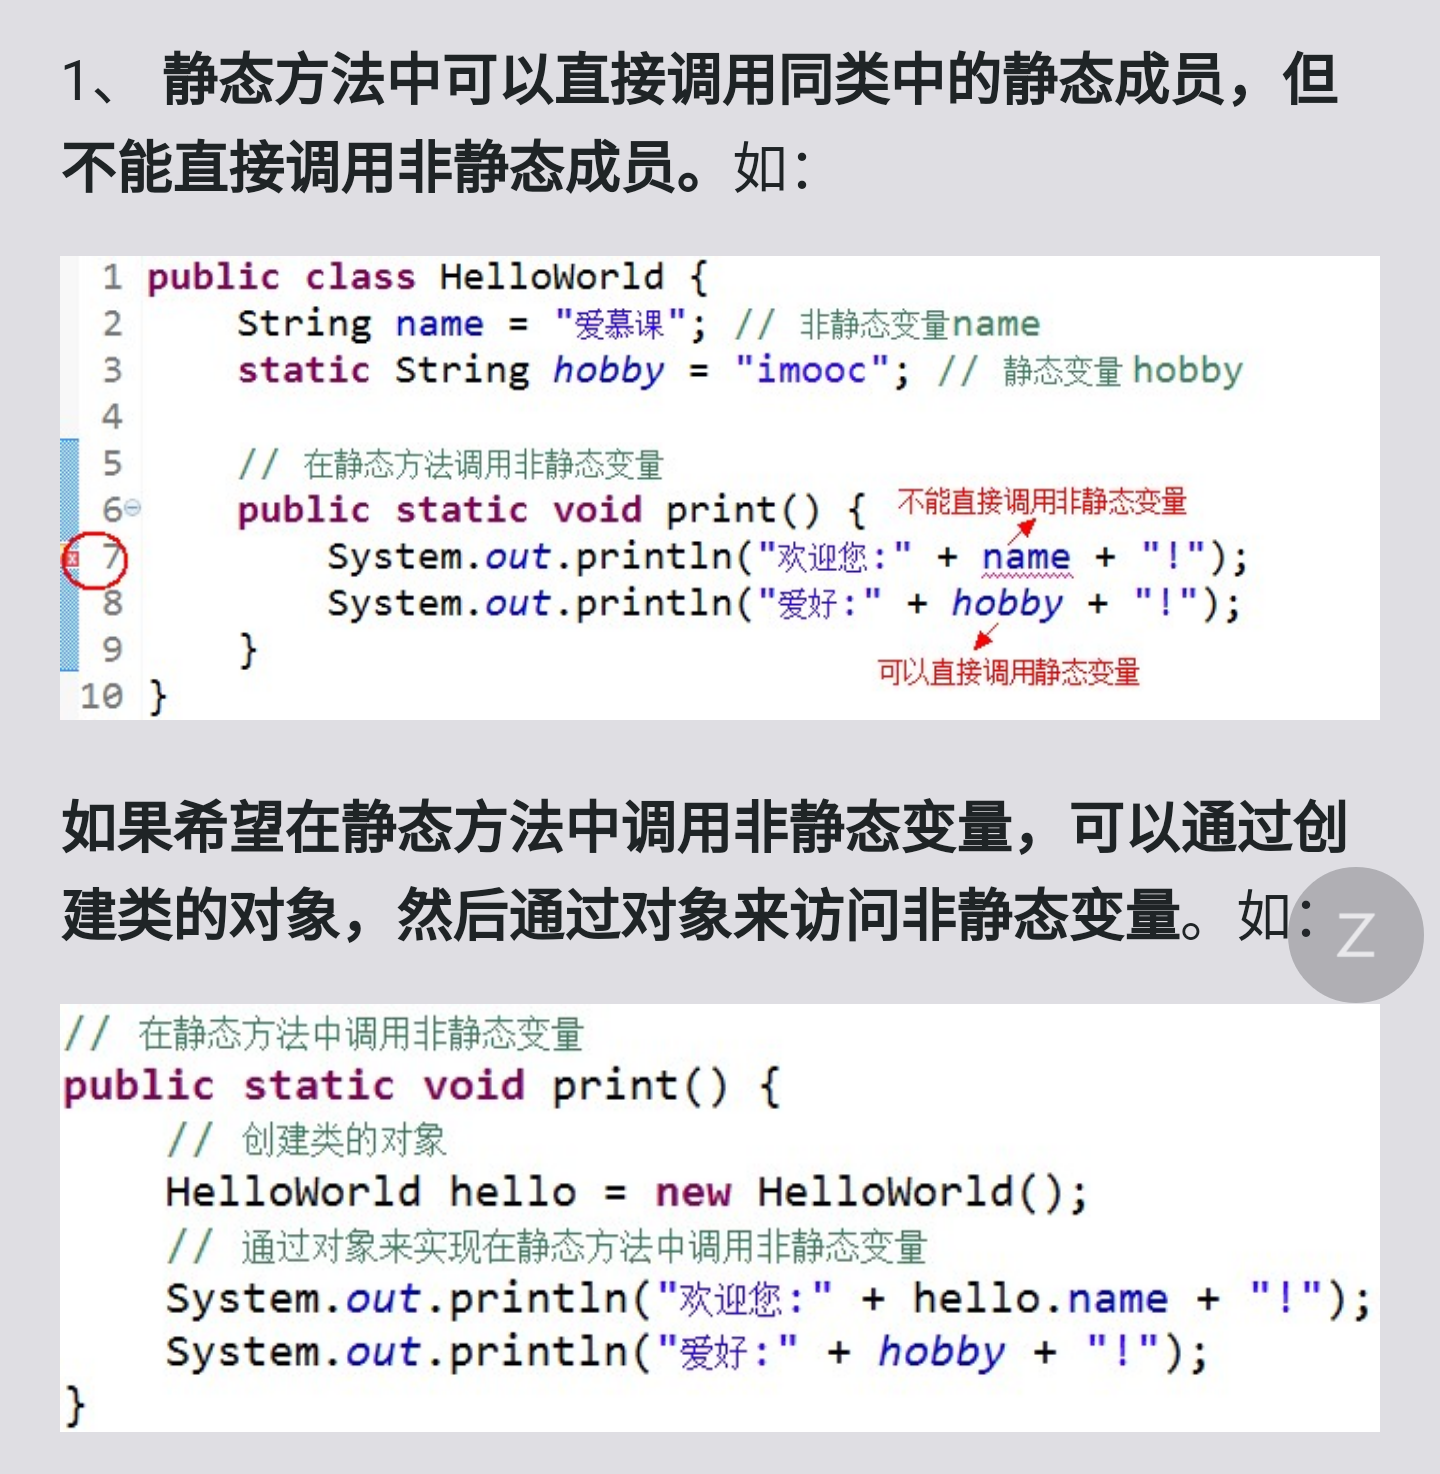 1、 静态方法中可以直接调用同类中的静态成员，但
不能直接调用非静态成员。如：
1 public class HelloWorld {
2 String name = "爱慕课"; // 非静态变量name
3 static String hobby = "imooc"; // 静态变量 hobby
4
5 // 在静态方法调用非静态变量
6 public static void print() { 不能直接调用非静态变量
7 System.out.println("欢迎您:" + name + "!");
8 System.out.println("爱好:" + hobby + "!");
9 }
可以直接调用静态变量
10 }
如果希望在静态方法中调用非静态变量，可以通过创
建类的对象，然后通过对象来访问非静态变量。如：
Z
// 在静态方法中调用非静态变量
public static void print() {
// 创建类的对象
HelloWorld hello = new HelloWorld();
// 通过对象来实现在静态方法中调用非静态变量
System.out.println("欢迎您:" + hello.name + "!");
System.out.println("爱好:" + hobby + "!");
}